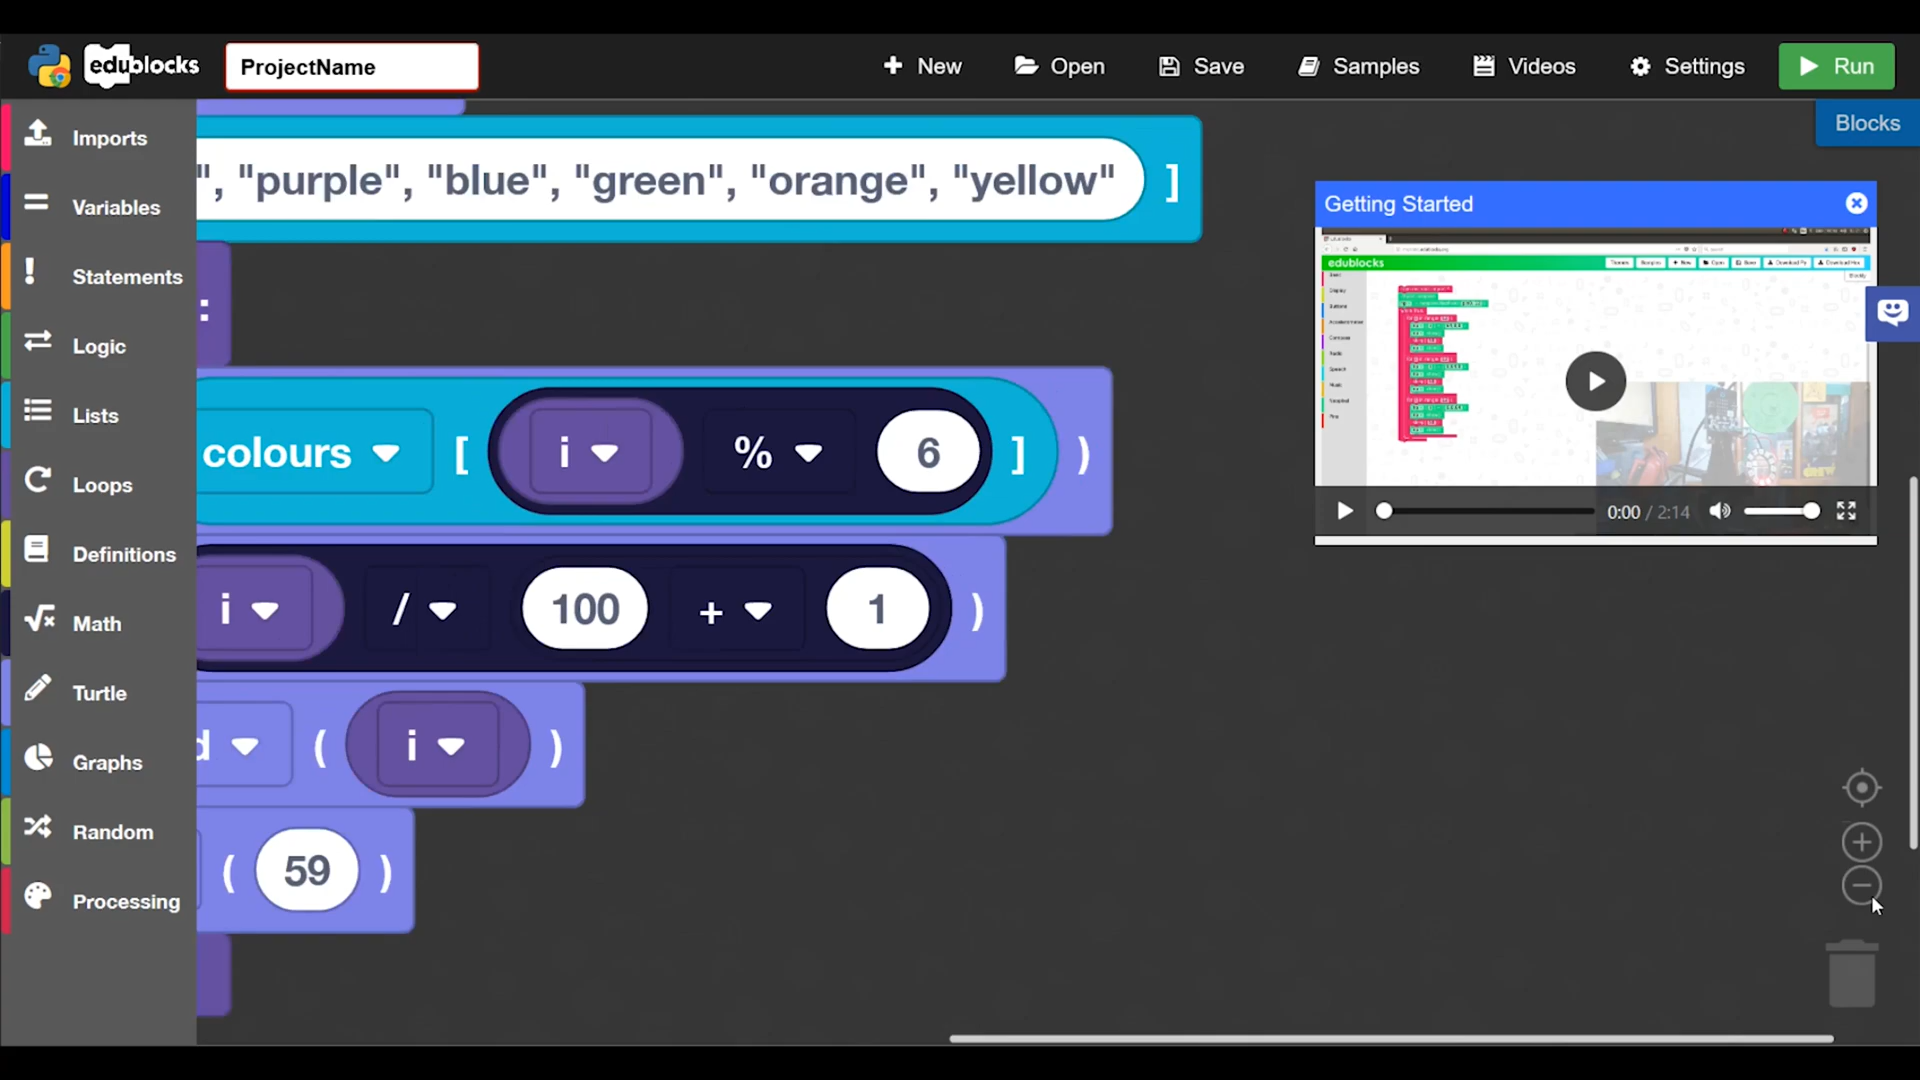 edublocks
ProjectName
New
Open
Save
Samples
Videos
Settings
Run
Blocks
Imports
Variables
Statements
Logic
Lists
Loops
Definitions
Math
Turtle
Graphs
Random
Processing
", "purple", "blue", "green", "orange", "yellow" ]
:
colours [ i % 6 ] )
i / 100 + 1 )
d ( i )
( 59 )
Getting Started
edublocks
0:00 / 2:14